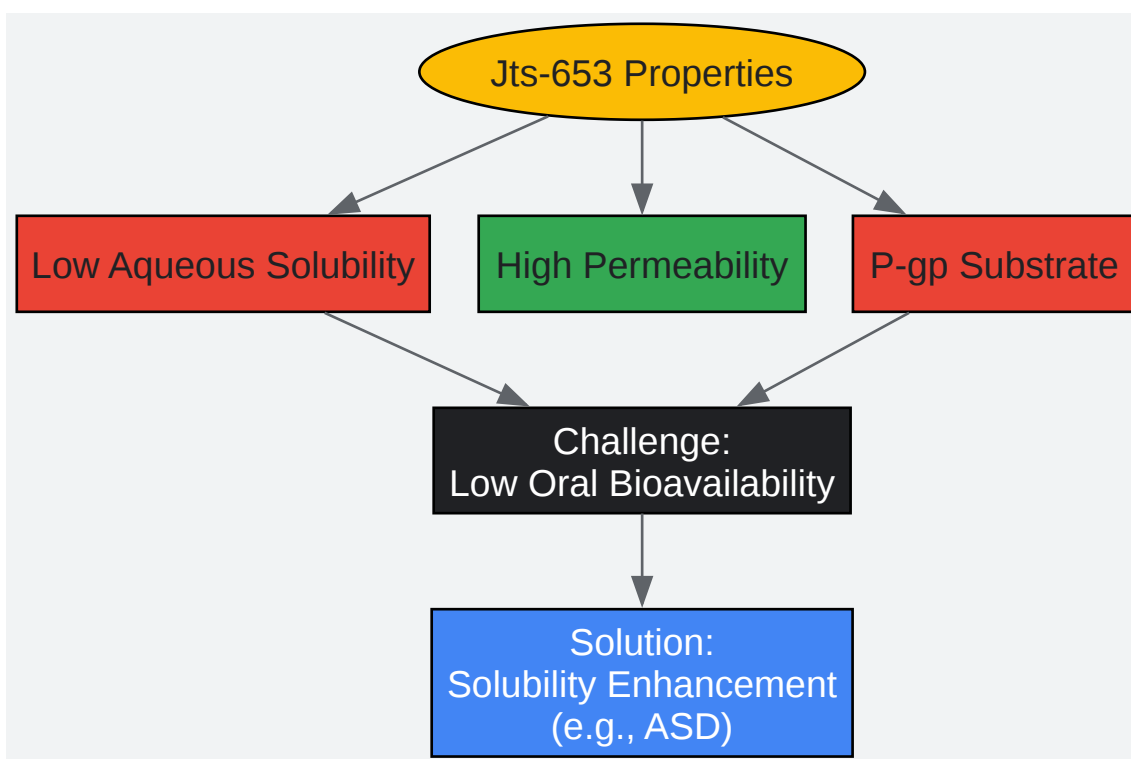 Jts-653 Properties
Low Aqueous Solubility
High Permeability
P-gp Substrate
Challenge:
Low Oral Bioavailability
Solution:
Solubility Enhancement
(e.g., ASD)